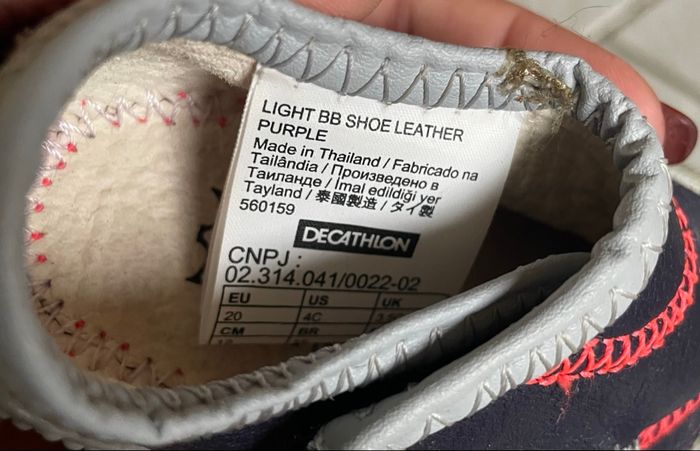 LIGHT BB SHOE LEATHER
PURPLE
Made in Thailand / Fabricado na
Tailândia / Произведено в
Таиланде / İmal edildiği yer
Tayland / 泰國製造 / タイ製
560159
DECATHLON
CNPJ :
02.314.041/0022-02
EU US UK
20 4C
CM BR